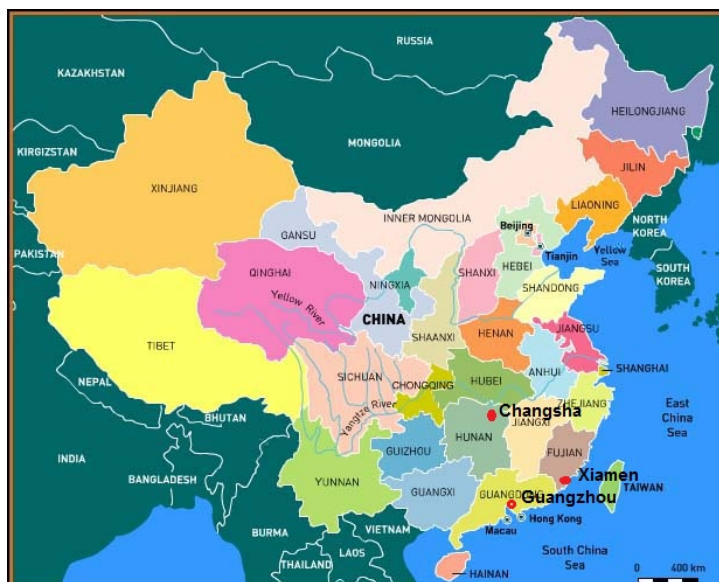 RUSSIA
KAZAKHSTAN
HEILONGJIANG
MONGOLIA
KIRGIZSTAN
JILIN
XINJIANG
LIAONING
INNER MONGOLIA
Beijing
NORTH
KOREA
GANSU
Yellow
Sea
Tianjin
PAKISTAN
SHANXI
HEBEI
SOUTH
KOREA
QINGHAI
NINGXIA
SHANDONG
Yellow River
CHINA
JIANGSU
HENAN
SHAANXI
TIBET
SHANGHAI
ANHUI
SICHUAN
HUBEI
NEPAL
CHONGQING
ZHEJIANG
East
China
Sea
Changsha
Yangtze River
JIANGXI
BHUTAN
HUNAN
GUIZHOU
FUJIAN
INDIA
Xiamen
BANGLADESH
YUNNAN
GUANGXI
GUANGDONG
TAIWAN
Guangzhou
Hong Kong
Macau
BURMA
VIETNAM
LAOS
South
China Sea
THAILAND
HAINAN
0
400 km